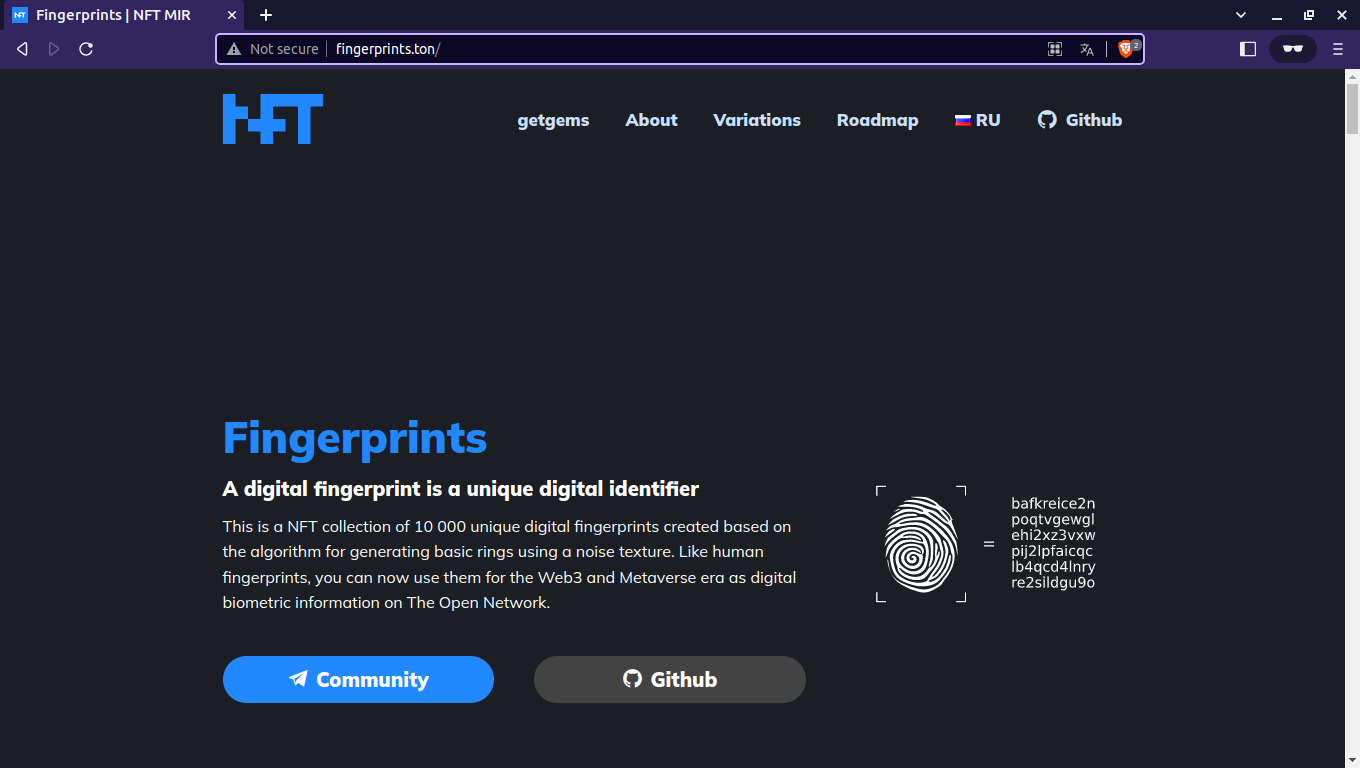 Fingerprints | NFT MIR
Not secure fingerprints.ton/ 2
NFT
getgems About Variations Roadmap RU Github
Fingerprints
A digital fingerprint is a unique digital identifier
This is a NFT collection of 10 000 unique digital fingerprints created based on
the algorithm for generating basic rings using a noise texture. Like human
fingerprints, you can now use them for the Web3 and Metaverse era as digital
biometric information on The Open Network.
=
bafkreice2n
poqtvgewgl
ehi2xz3vxw
pij2lpfaicqc
lb4qcd4lnry
re2sildgu9o
Community Github